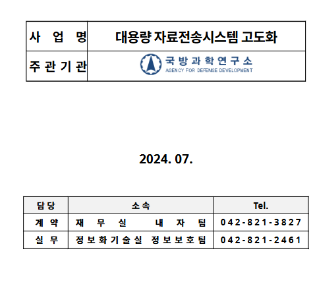 사 업 명 대용량 자료전송시스템 고도화
주 관 기 관 국방과학연구소
AGENCY FOR DEFENSE DEVELOPMENT
2024. 07.
담 당 소 속 Tel.
계 약 재 무 실 내 자 팀 042-821-3827
실 무 정보화기술실 정보보호팀 042-821-2461